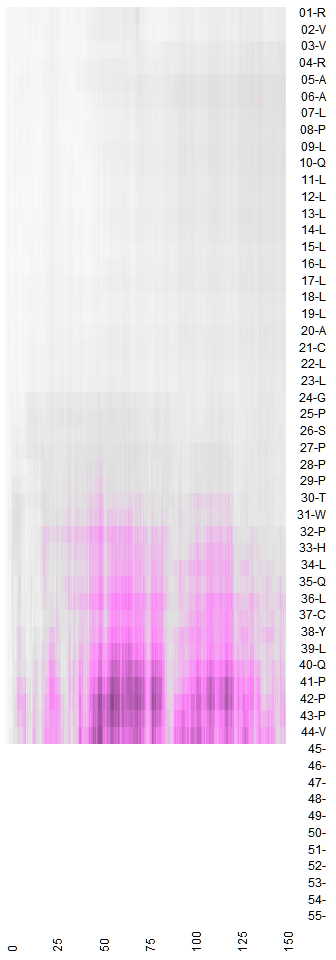 01-R
02-V
03-V
04-R
05-A
06-A
07-L
08-P
09-L
10-Q
11-L
12-L
13-L
14-L
15-L
16-L
17-L
18-L
19-L
20-A
21-C
22-L
23-L
24-G
25-P
26-S
27-P
28-P
29-P
30-T
31-W
32-P
33-H
34-L
35-Q
36-L
37-C
38-Y
39-L
40-Q
41-P
42-P
43-P
44-V
45-
46-
47-
48-
49-
50-
51-
52-
53-
54-
55-
0 25 50 75 100 125 150